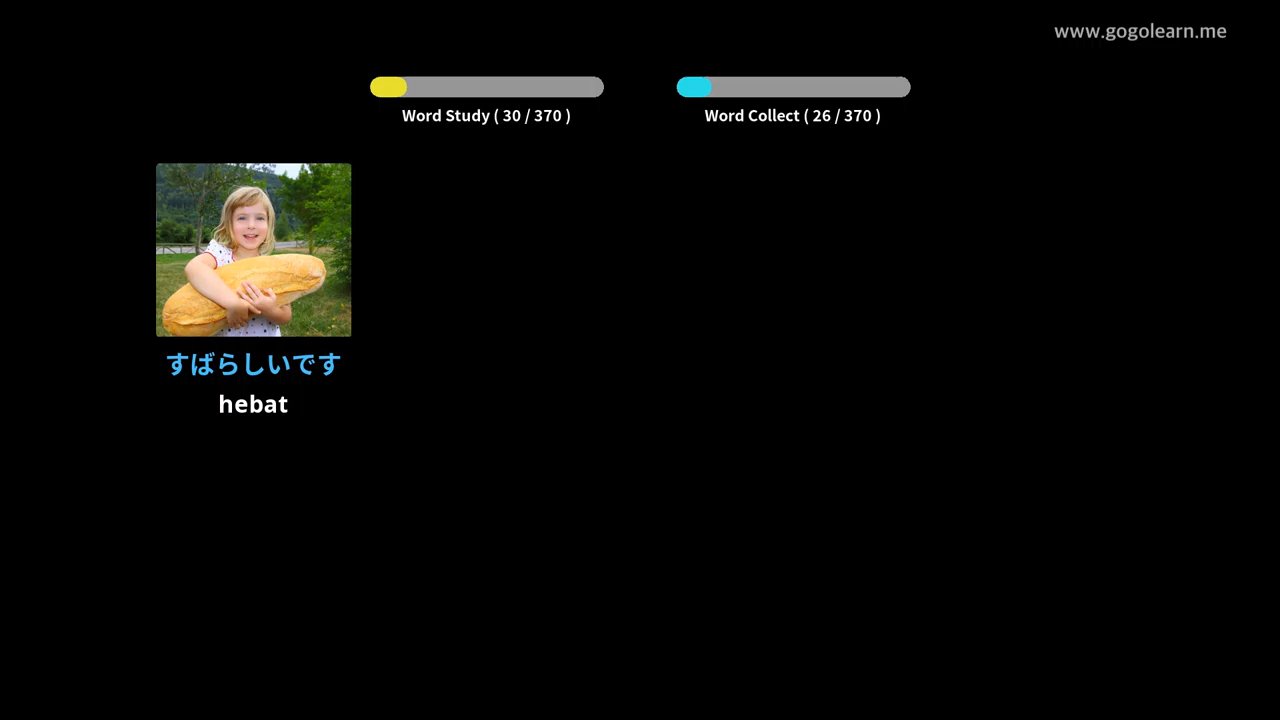 www.gogolearn.me
Word Study ( 30 / 370 )
Word Collect ( 26 / 370 )
すばらしいです
hebat